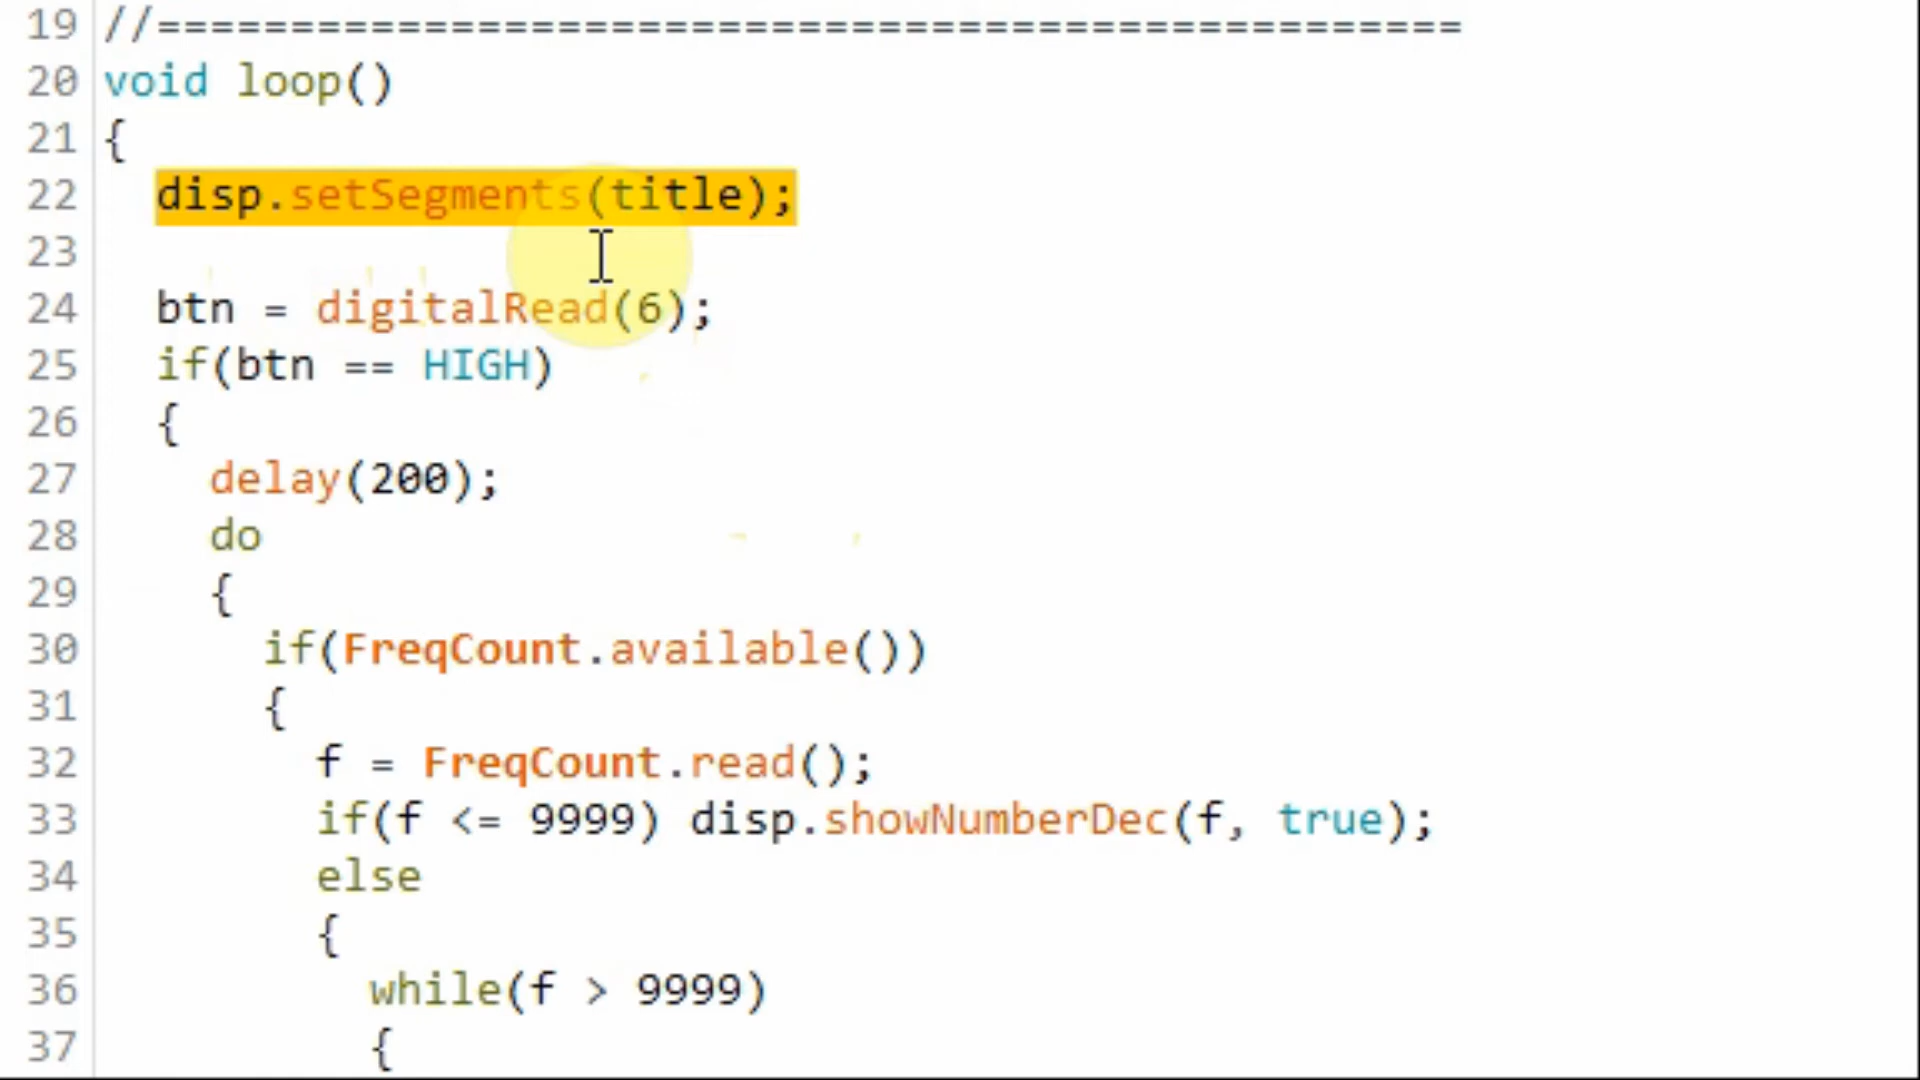 19 //=================================================
20 void loop()
21 {
22 disp.setSegments(title);
23
24 btn = digitalRead(6);
25 if(btn == HIGH)
26 {
27 delay(200);
28 do
29 {
30 if(FreqCount.available())
31 {
32 f = FreqCount.read();
33 if(f <= 9999) disp.showNumberDec(f, true);
34 else
35 {
36 while(f > 9999)
37 {